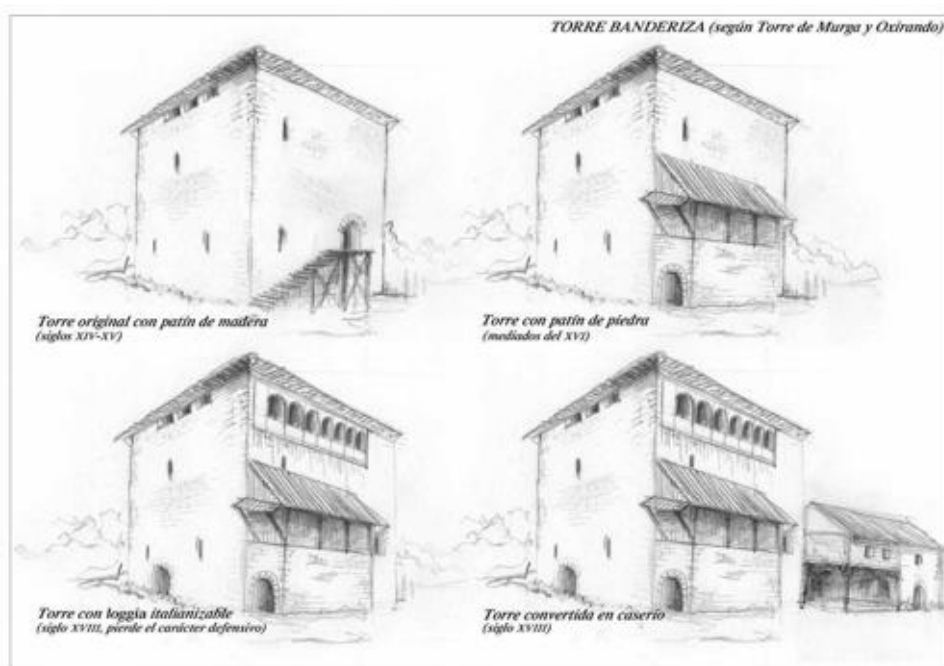 TORRE BANDERIZA (según Torre de Murga y Oxirando)
Torre original con patín de madera
(siglos XIV-XV)
Torre con patín de piedra
(mediados del XVI)
Torre con loggia italianizable
(siglo XVIII, pierde el carácter defensivo)
Torre convertida en caserío
(siglo XVIII)